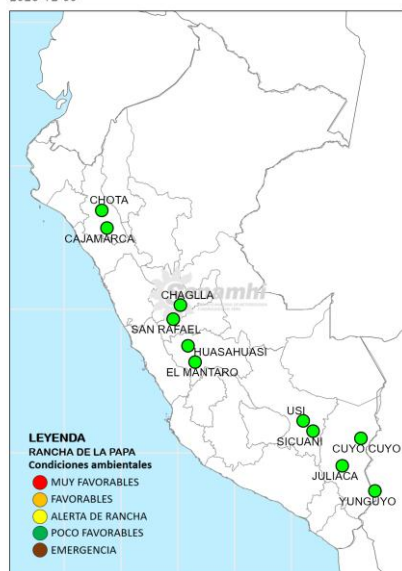 CHOTA
CAJAMARCA
CHAGLLA
Senamhi
SAN RAFAEL
HUASAHUASI
EL MANTARO
USI
SICUANI
CUYO CUYO
JULIACA
YUNGUYO
LEYENDA
RANCHA DE LA PAPA
Condiciones ambientales
MUY FAVORABLES
FAVORABLES
ALERTA DE RANCHA
POCO FAVORABLES
EMERGENCIA